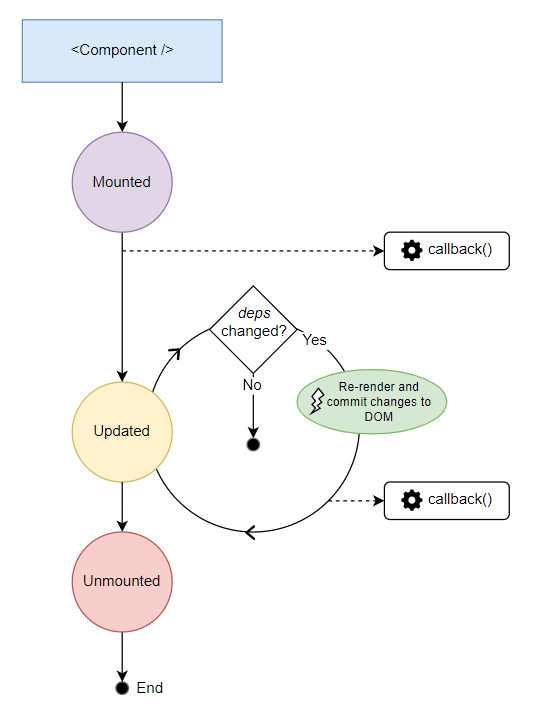 <Component />
Mounted
callback()
deps
changed?
Yes
No
Re-render and
commit changes to
DOM
Updated
callback()
Unmounted
End